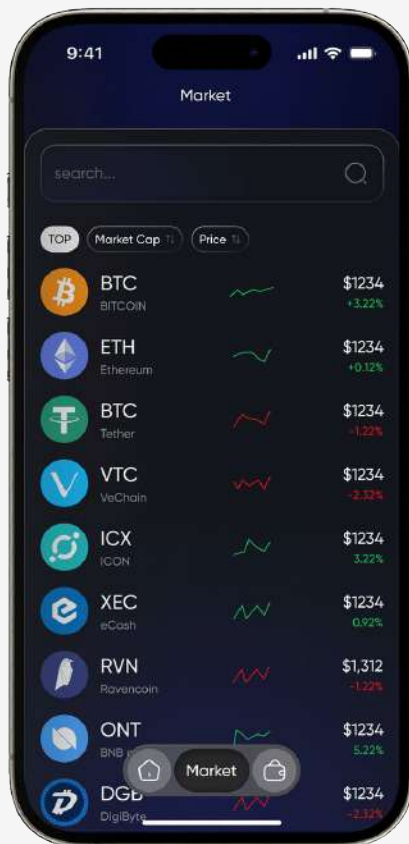 9:41
Market
search...
TOP Market Cap Price
BTC $1234
BITCOIN +3.22%
ETH $1234
Ethereum +0.12%
BTC $1234
Tether -1.22%
VTC $1234
VeChain -2.32%
ICX $1234
ICON 3.22%
XEC $1234
eCash 0.92%
RVN $1,312
Ravencoin -1.22%
ONT $1234
BNB 5.22%
Market
DGB $1234
DigiByte -2.32%